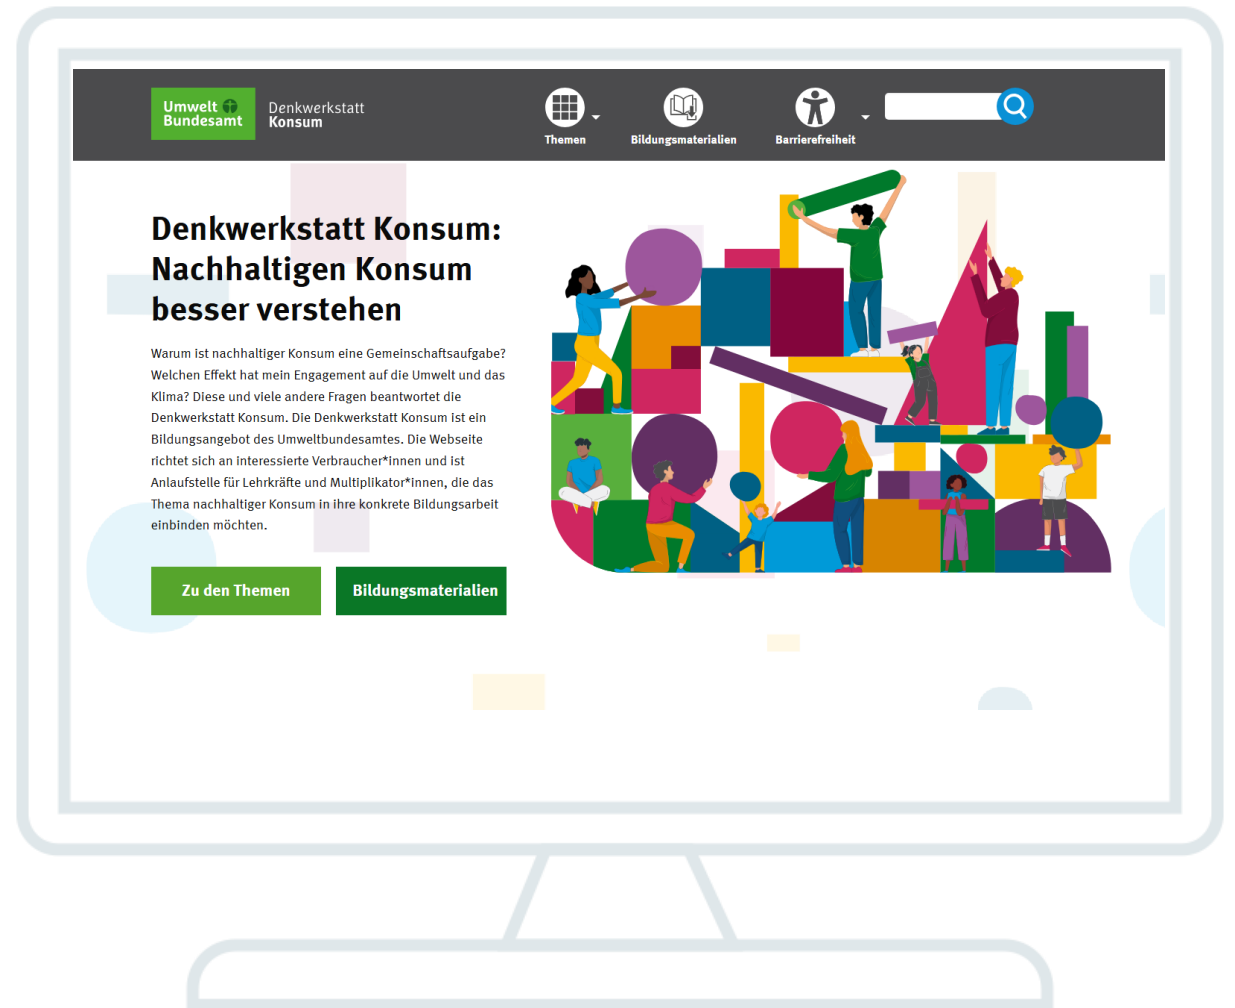 Umwelt
Bundesamt
Denkwerkstatt
Konsum
Themen
Bildungsmaterialien
Barrierefreiheit
Denkwerkstatt Konsum:
Nachhaltigen Konsum
besser verstehen
Warum ist nachhaltiger Konsum eine Gemeinschaftsaufgabe?
Welchen Effekt hat mein Engagement auf die Umwelt und das
Klima? Diese und viele andere Fragen beantwortet die
Denkwerkstatt Konsum. Die Denkwerkstatt Konsum ist ein
Bildungsangebot des Umweltbundesamtes. Die Webseite
richtet sich an interessierte Verbraucher*innen und ist
Anlaufstelle für Lehrkräfte und Multiplikator*innen, die das
Thema nachhaltiger Konsum in ihre konkrete Bildungsarbeit
einbinden möchten.
Zu den Themen
Bildungsmaterialien